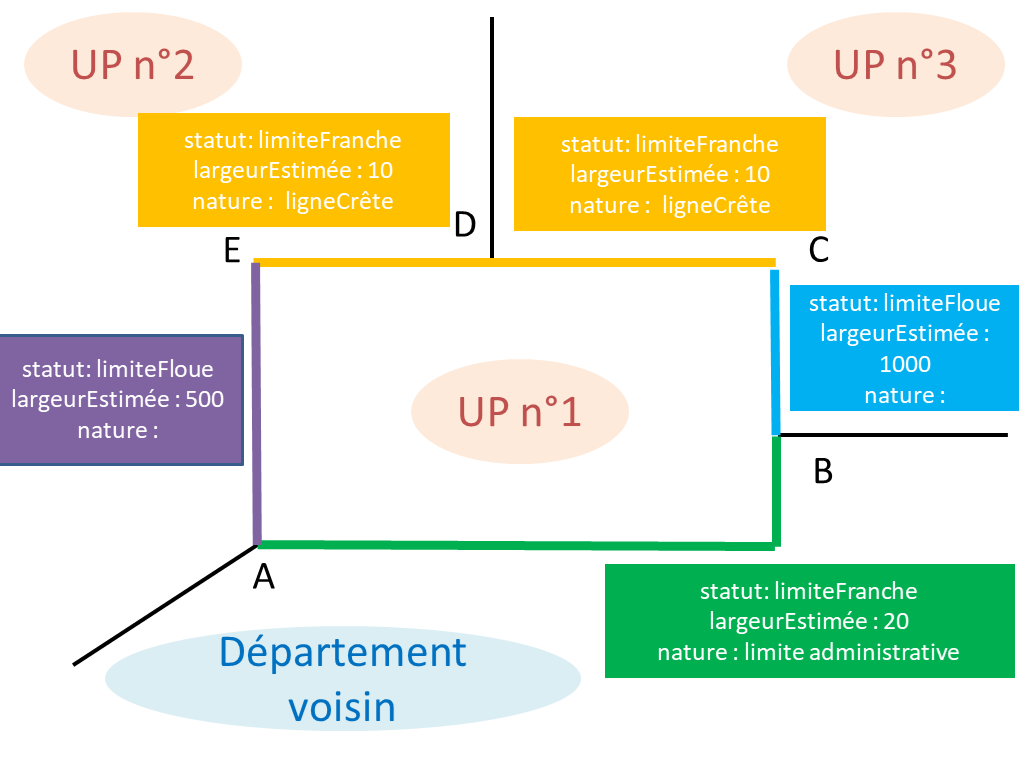 UP n°2
UP n°3
statut: limiteFranche
largeurEstimée : 10
nature :  ligneCrête
statut: limiteFranche
largeurEstimée : 10
nature :  ligneCrête
D
E
C
statut: limiteFloue
largeurEstimée :
1000
nature :
statut: limiteFloue
largeurEstimée : 500
nature :
UP n°1
B
A
statut: limiteFranche
largeurEstimée : 20
nature : limite administrative
Département
voisin